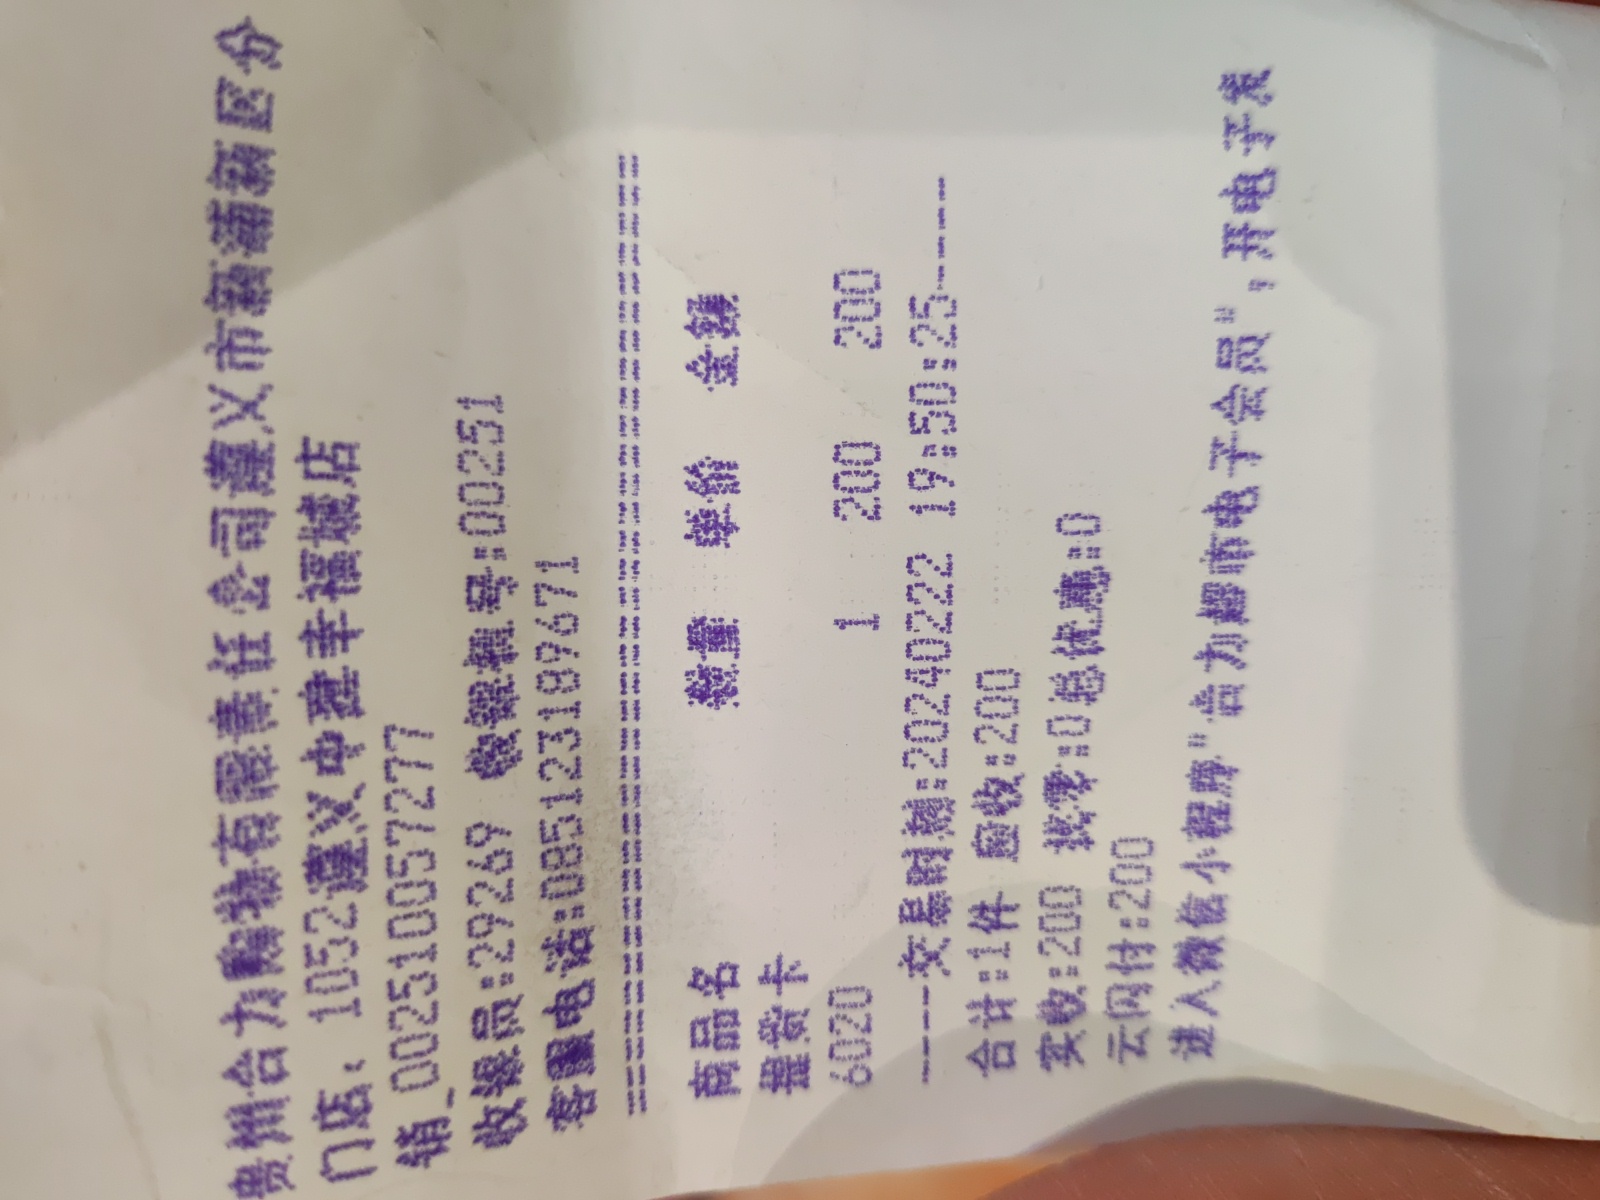 贵州合力购物有限责任公司遵义市新蒲新区分
门店、1052遵义中建幸福城店
销_002510057277
收银员:29269 收银机号:00251
客服电话:085123189671
================================
商品名 数量 单价 金额
提货卡
6020 1 200 200
----交易时间:20240222 19:50:25----
合计:1件 应收:200
实收:200 找零:0总优惠:0
云闪付:200
进入微信小程序"合力超市电子会员",开电子发